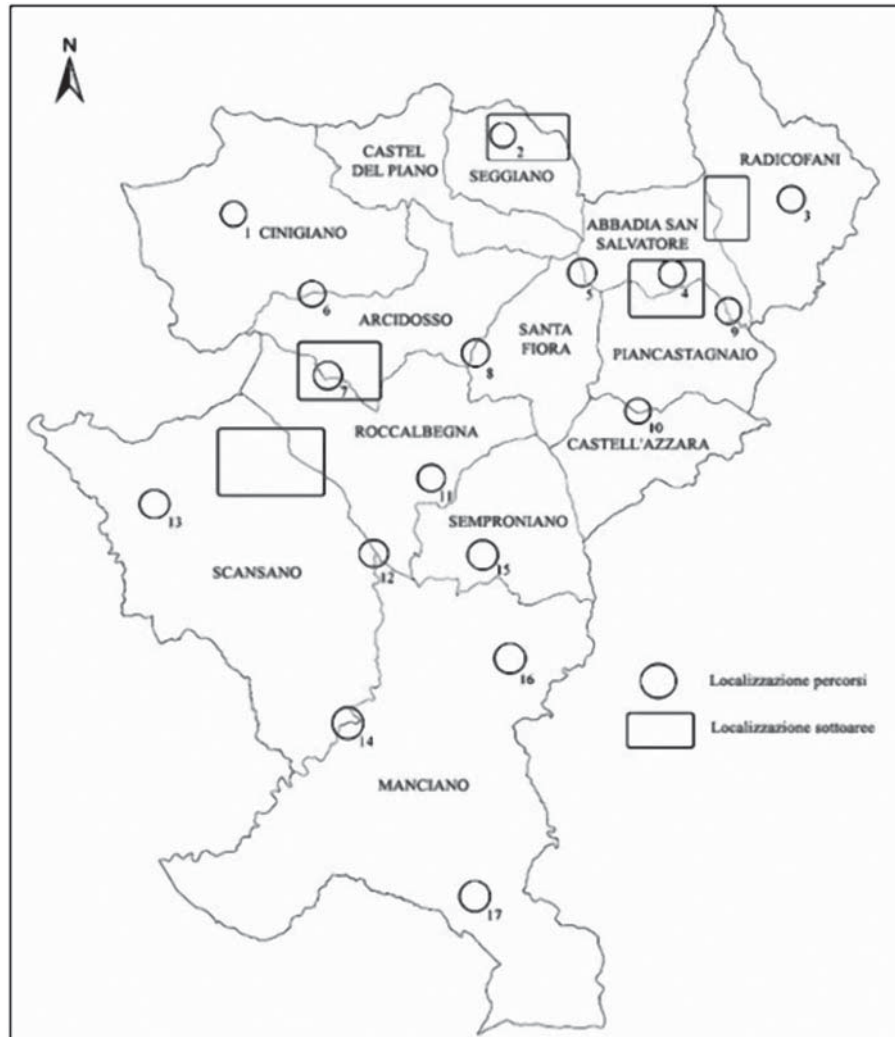 N
CASTEL
DEL PIANO
2
SEGGIANO
RADICOFANI
3
1 CINIGIANO
ABBADIA SAN
SALVATORE
5
4
6
ARCIDOSSO
SANTA
FIORA
9
PIANCASTAGNAIO
8
7
10
ROCCALBEGNA
CASTELL'AZZARA
11
13
SEMPRONIANO
12
15
SCANSANO
16
Localizzazione percorsi
14
Localizzazione sottoaree
MANCIANO
17